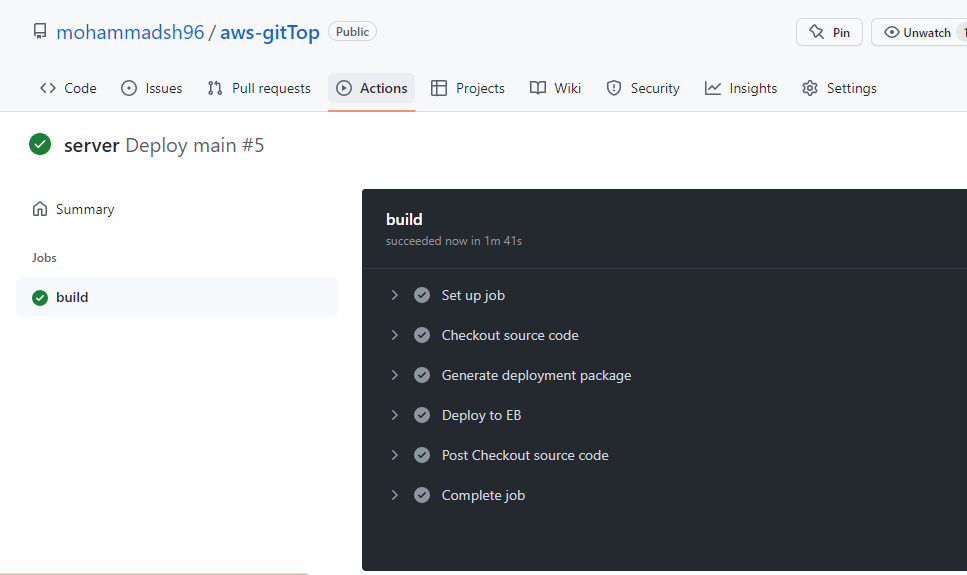 mohammadsh96 / aws-gitTop Public Pin Unwatch 1
Code Issues Pull requests Actions Projects Wiki Security Insights Settings
server Deploy main #5
Summary
Jobs
build
build
succeeded now in 1m 41s
Set up job
Checkout source code
Generate deployment package
Deploy to EB
Post Checkout source code
Complete job